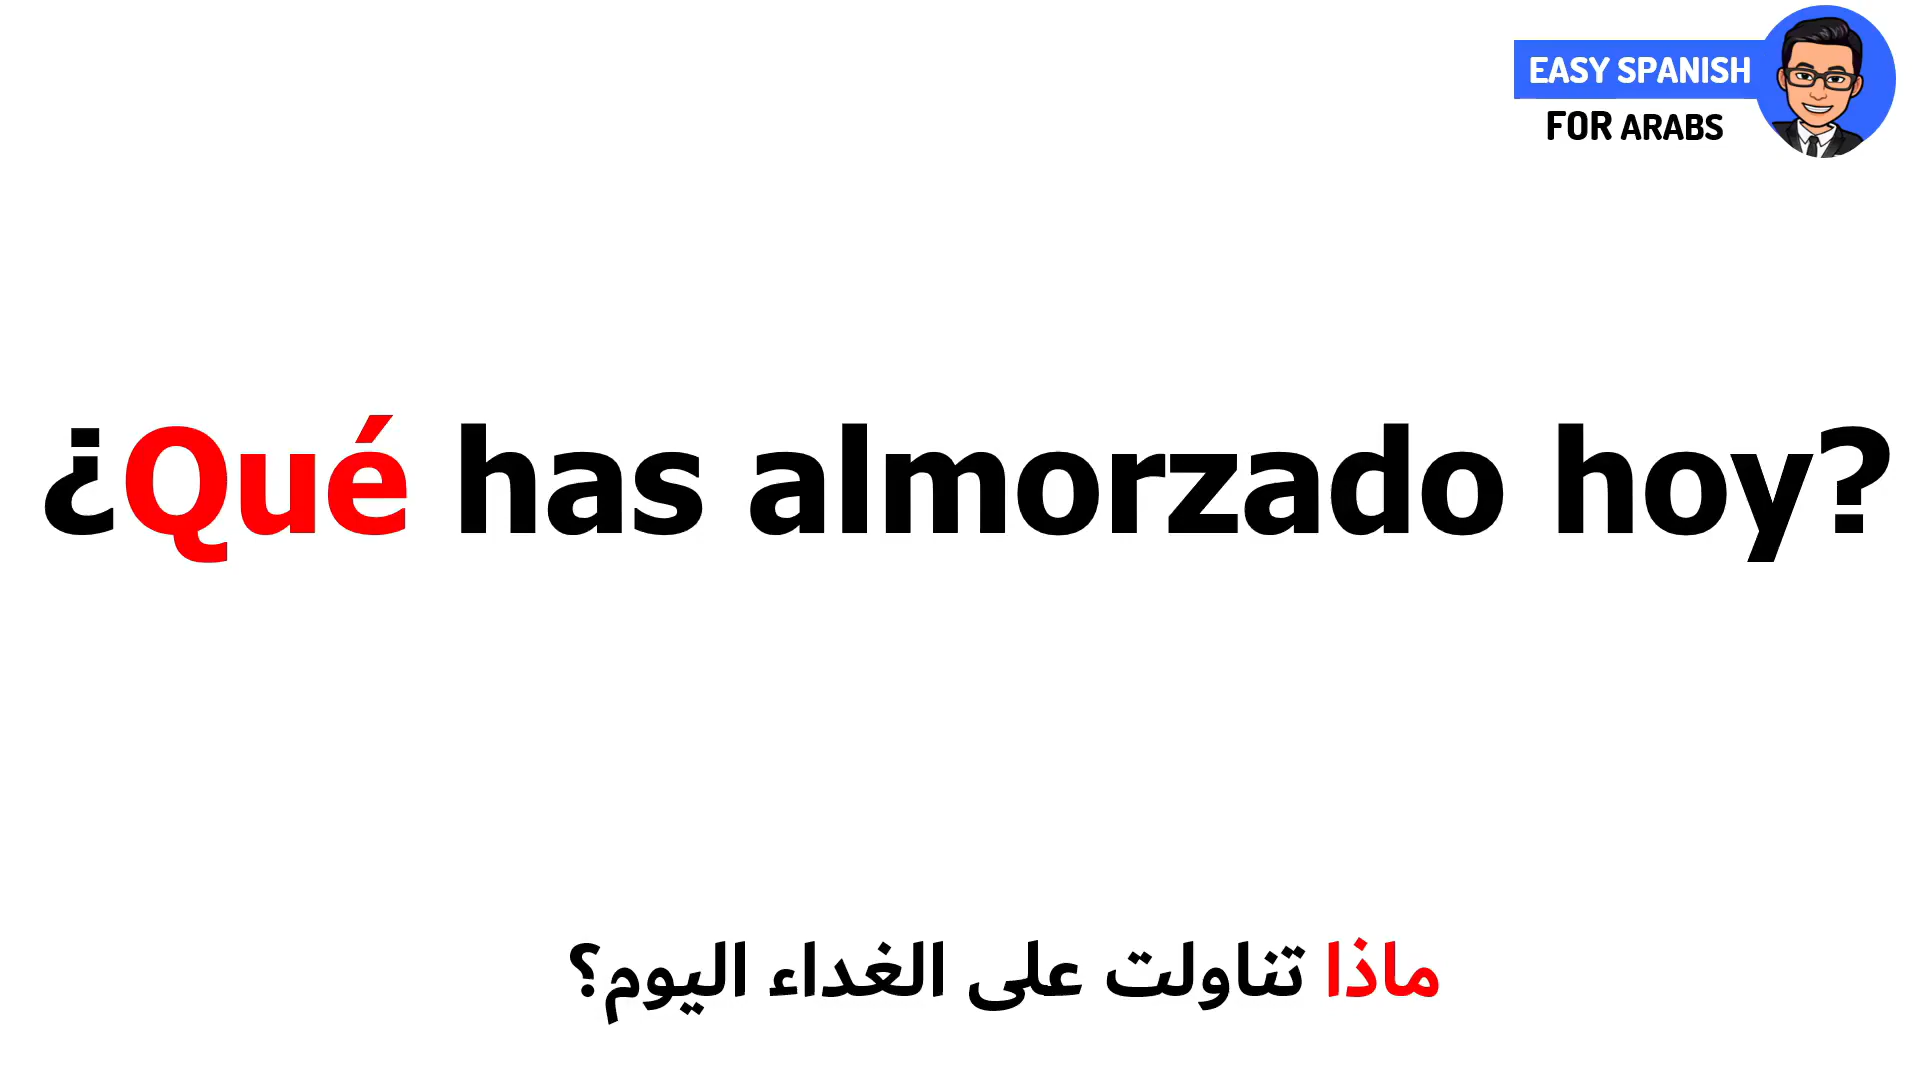 EASY SPANISH
FOR ARABS
¿Qué has almorzado hoy?
ماذا تناولت على الغداء اليوم؟